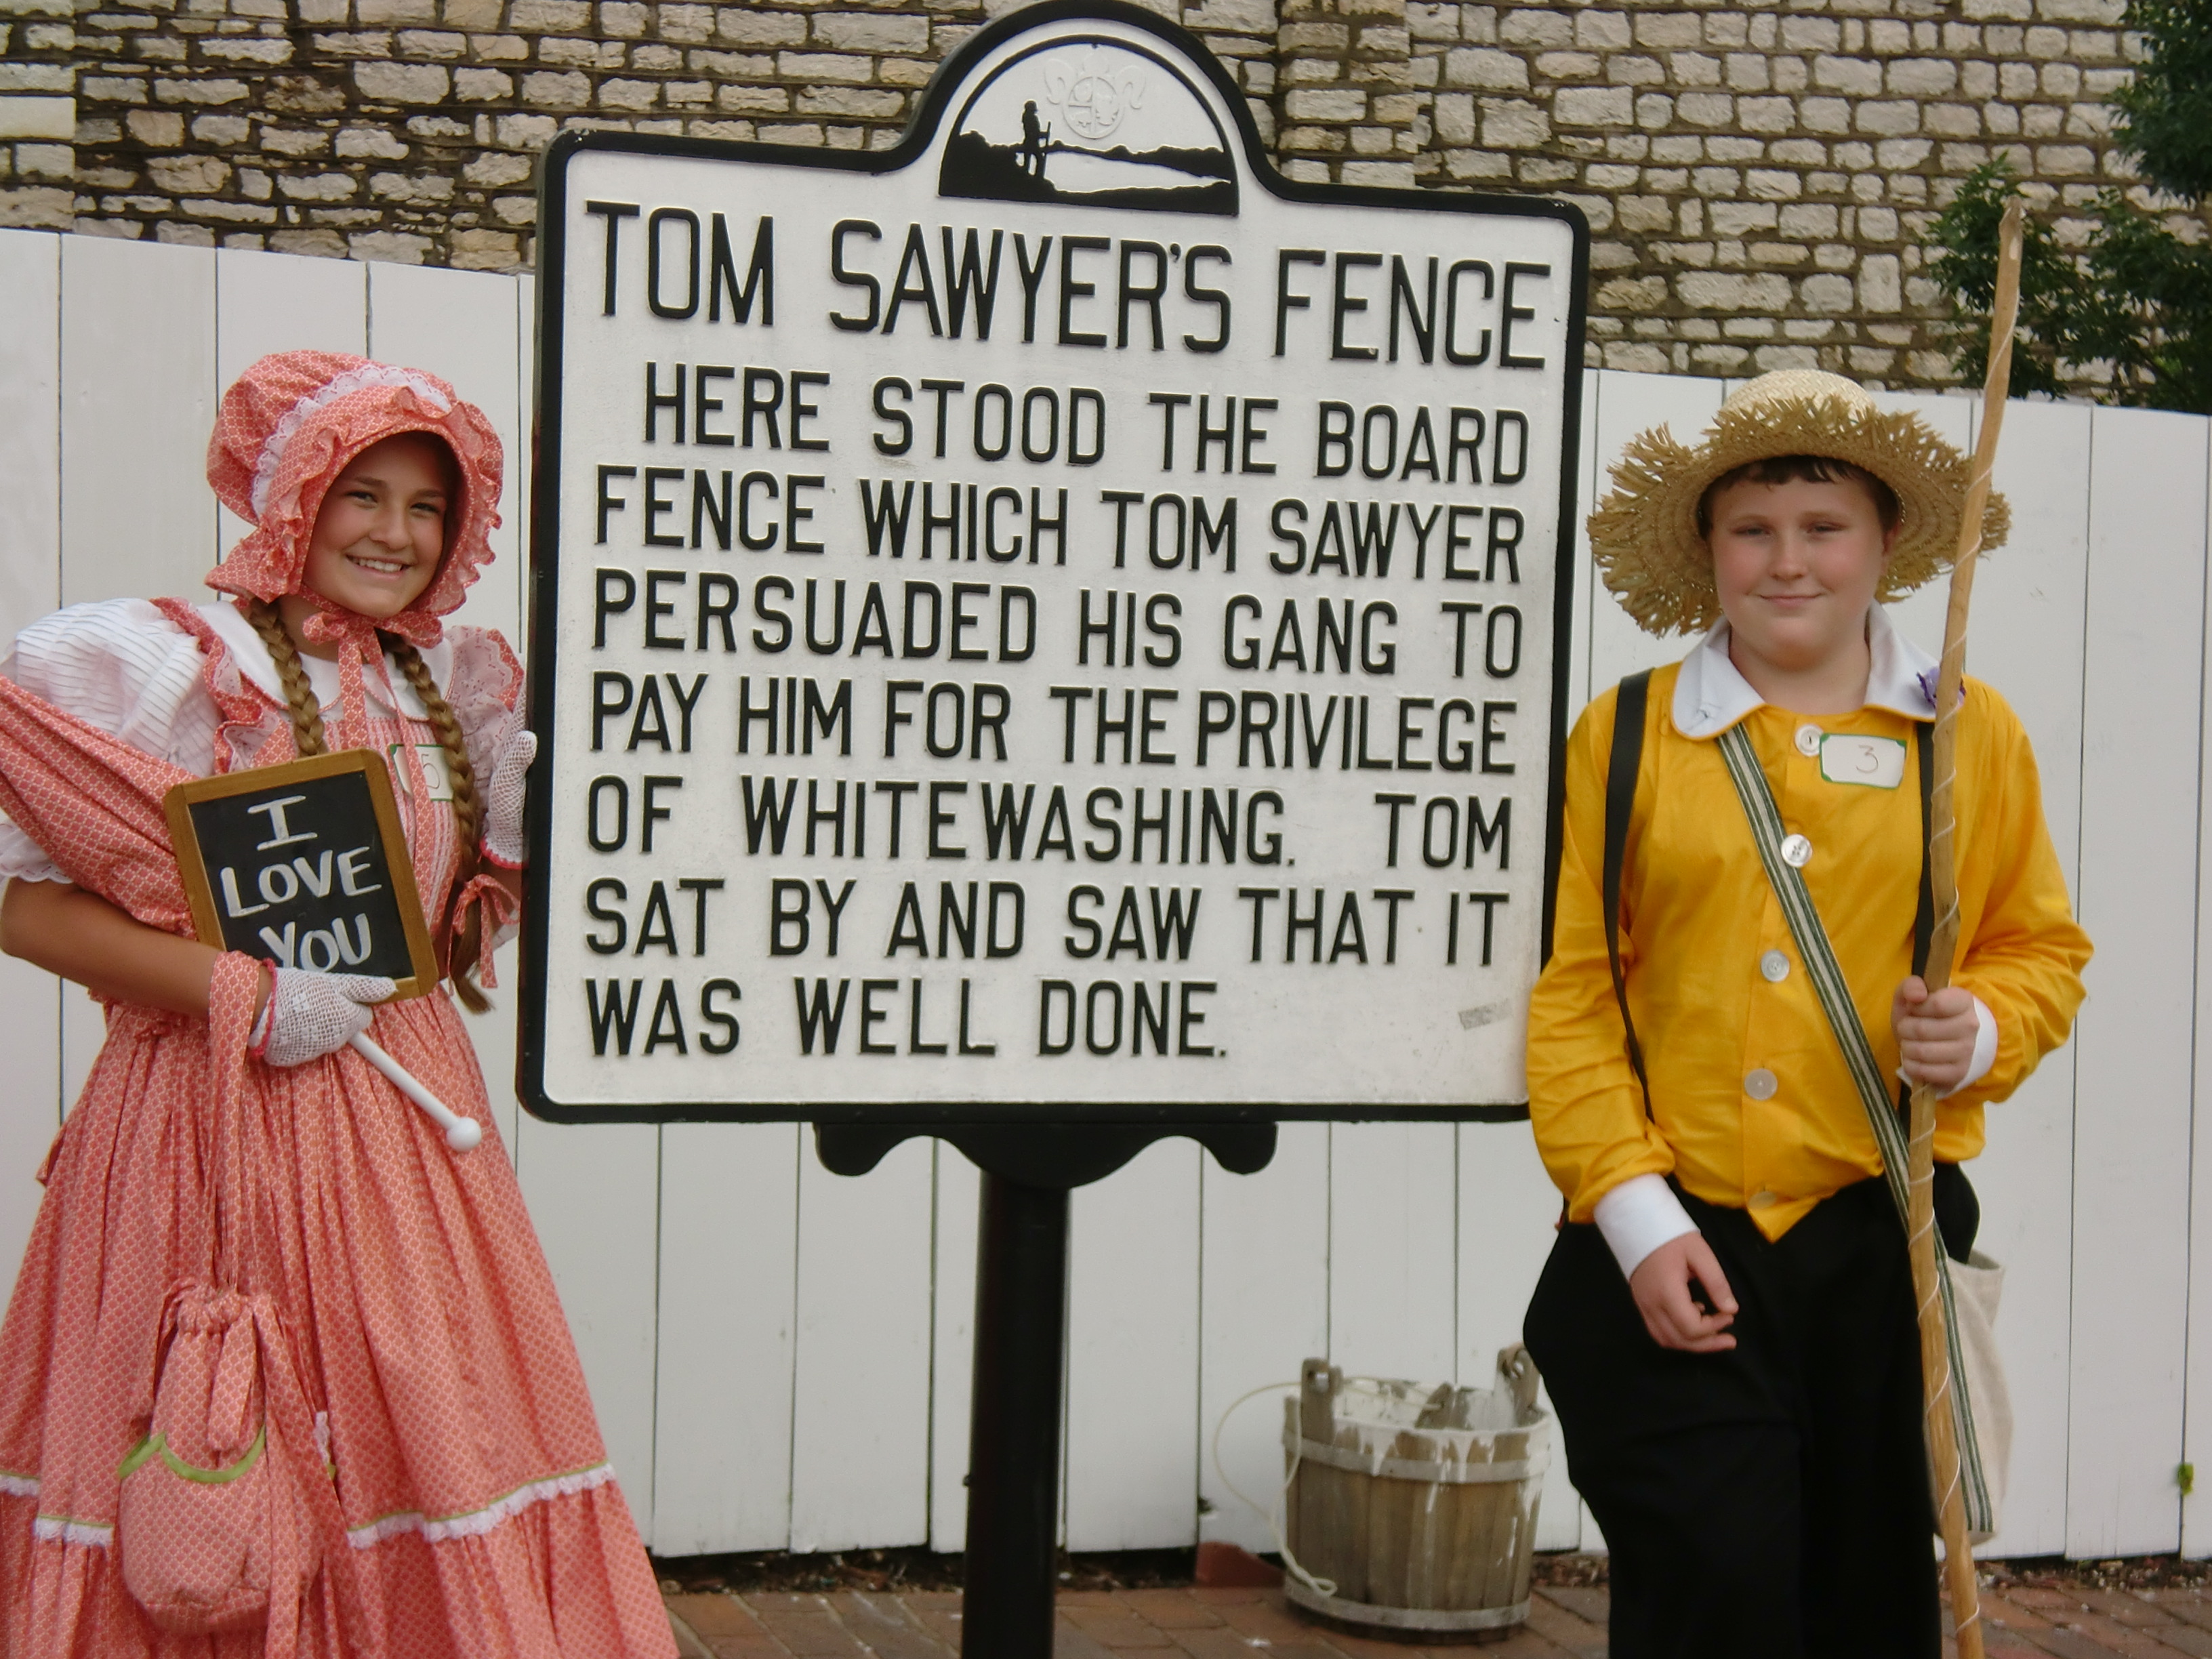 TOM SAWYER'S FENCE
HERE STOOD THE BOARD
FENCE WHICH TOM SAWYER
PERSUADED HIS GANG TO
PAY HIM FOR THE PRIVILEGE
OF WHITEWASHING. TOM
SAT BY AND SAW THAT IT
WAS WELL DONE.
I
LOVE
YOU
5
3